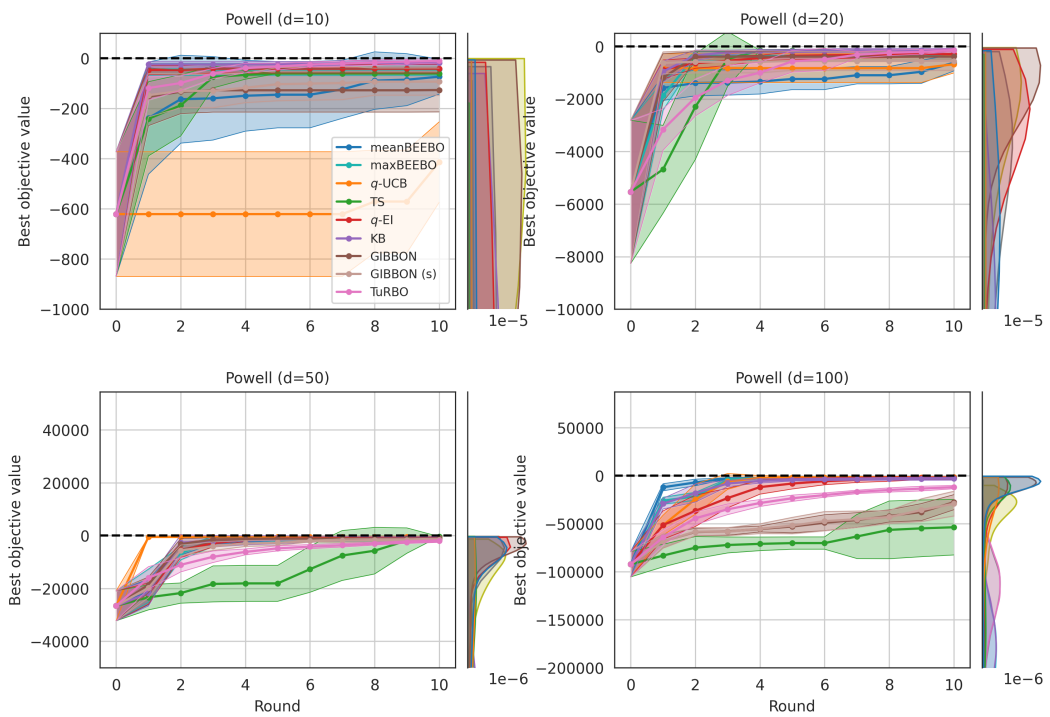 Powell (d=10)
Best objective value
0
−200
−400
−600
−800
−1000
0 2 4 6 8 10
meanBEEBO
maxBEEBO
q-UCB
TS
q-EI
KB
GIBBON
GIBBON (s)
TuRBO
1e−5
Powell (d=20)
Best objective value
0
−2000
−4000
−6000
−8000
−10000
0 2 4 6 8 10
1e−5
Powell (d=50)
Best objective value
40000
20000
0
−20000
−40000
0 2 4 6 8 10
Round
1e−6
Powell (d=100)
Best objective value
50000
0
−50000
−100000
−150000
−200000
0 2 4 6 8 10
Round
1e−6